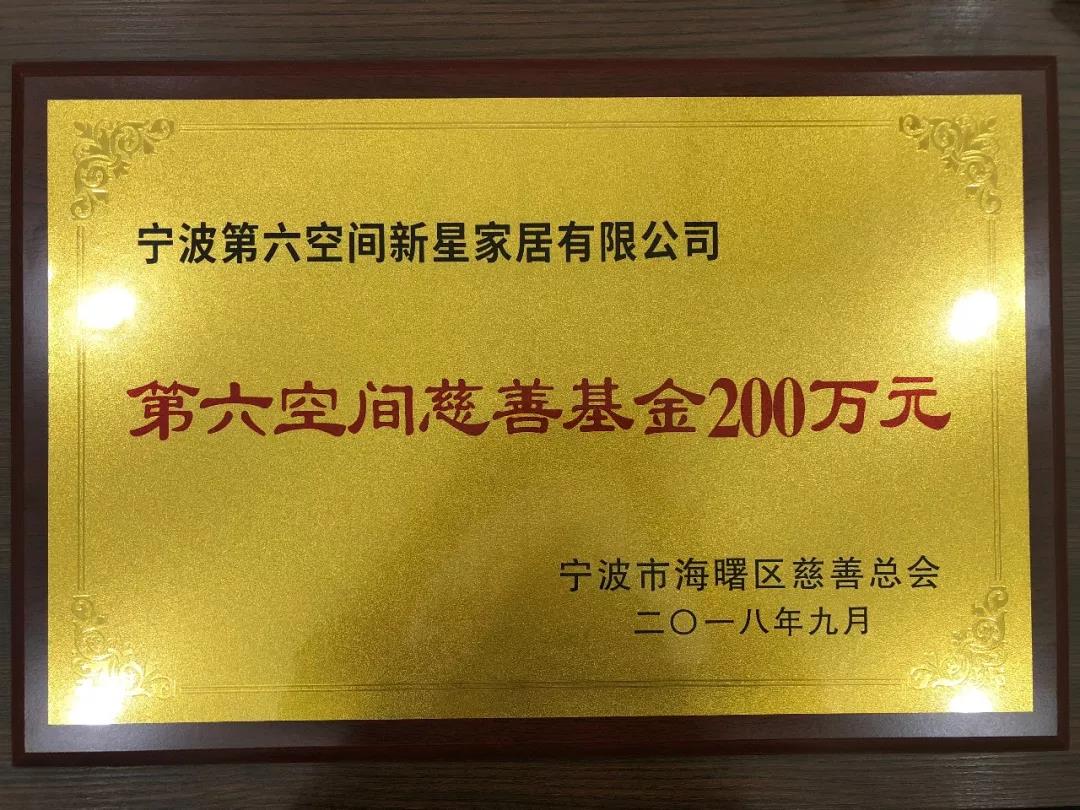 宁波第六空间新星家居有限公司
第六空间慈善基金200万元
宁波市海曙区慈善总会
二〇一八年九月